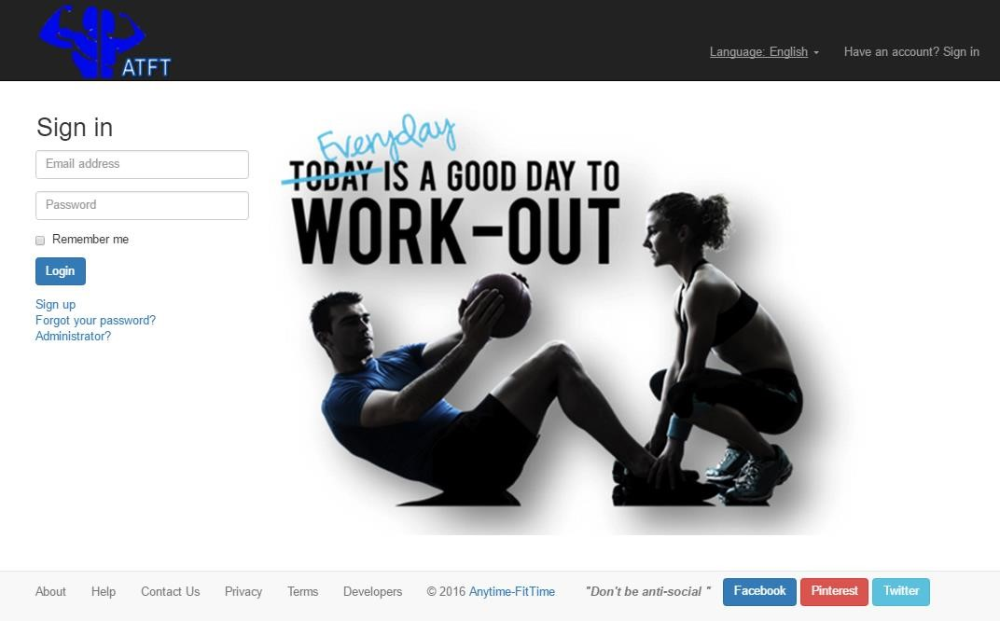 ATFT
Language: English
Have an account? Sign in
Sign in
Email address
Password
Remember me
Login
Sign up
Forgot your password?
Administrator?
Everyday
TODAY IS A GOOD DAY TO
WORK-OUT
About Help Contact Us Privacy Terms Developers © 2016 Anytime-FitTime "Don't be anti-social " Facebook Pinterest Twitter